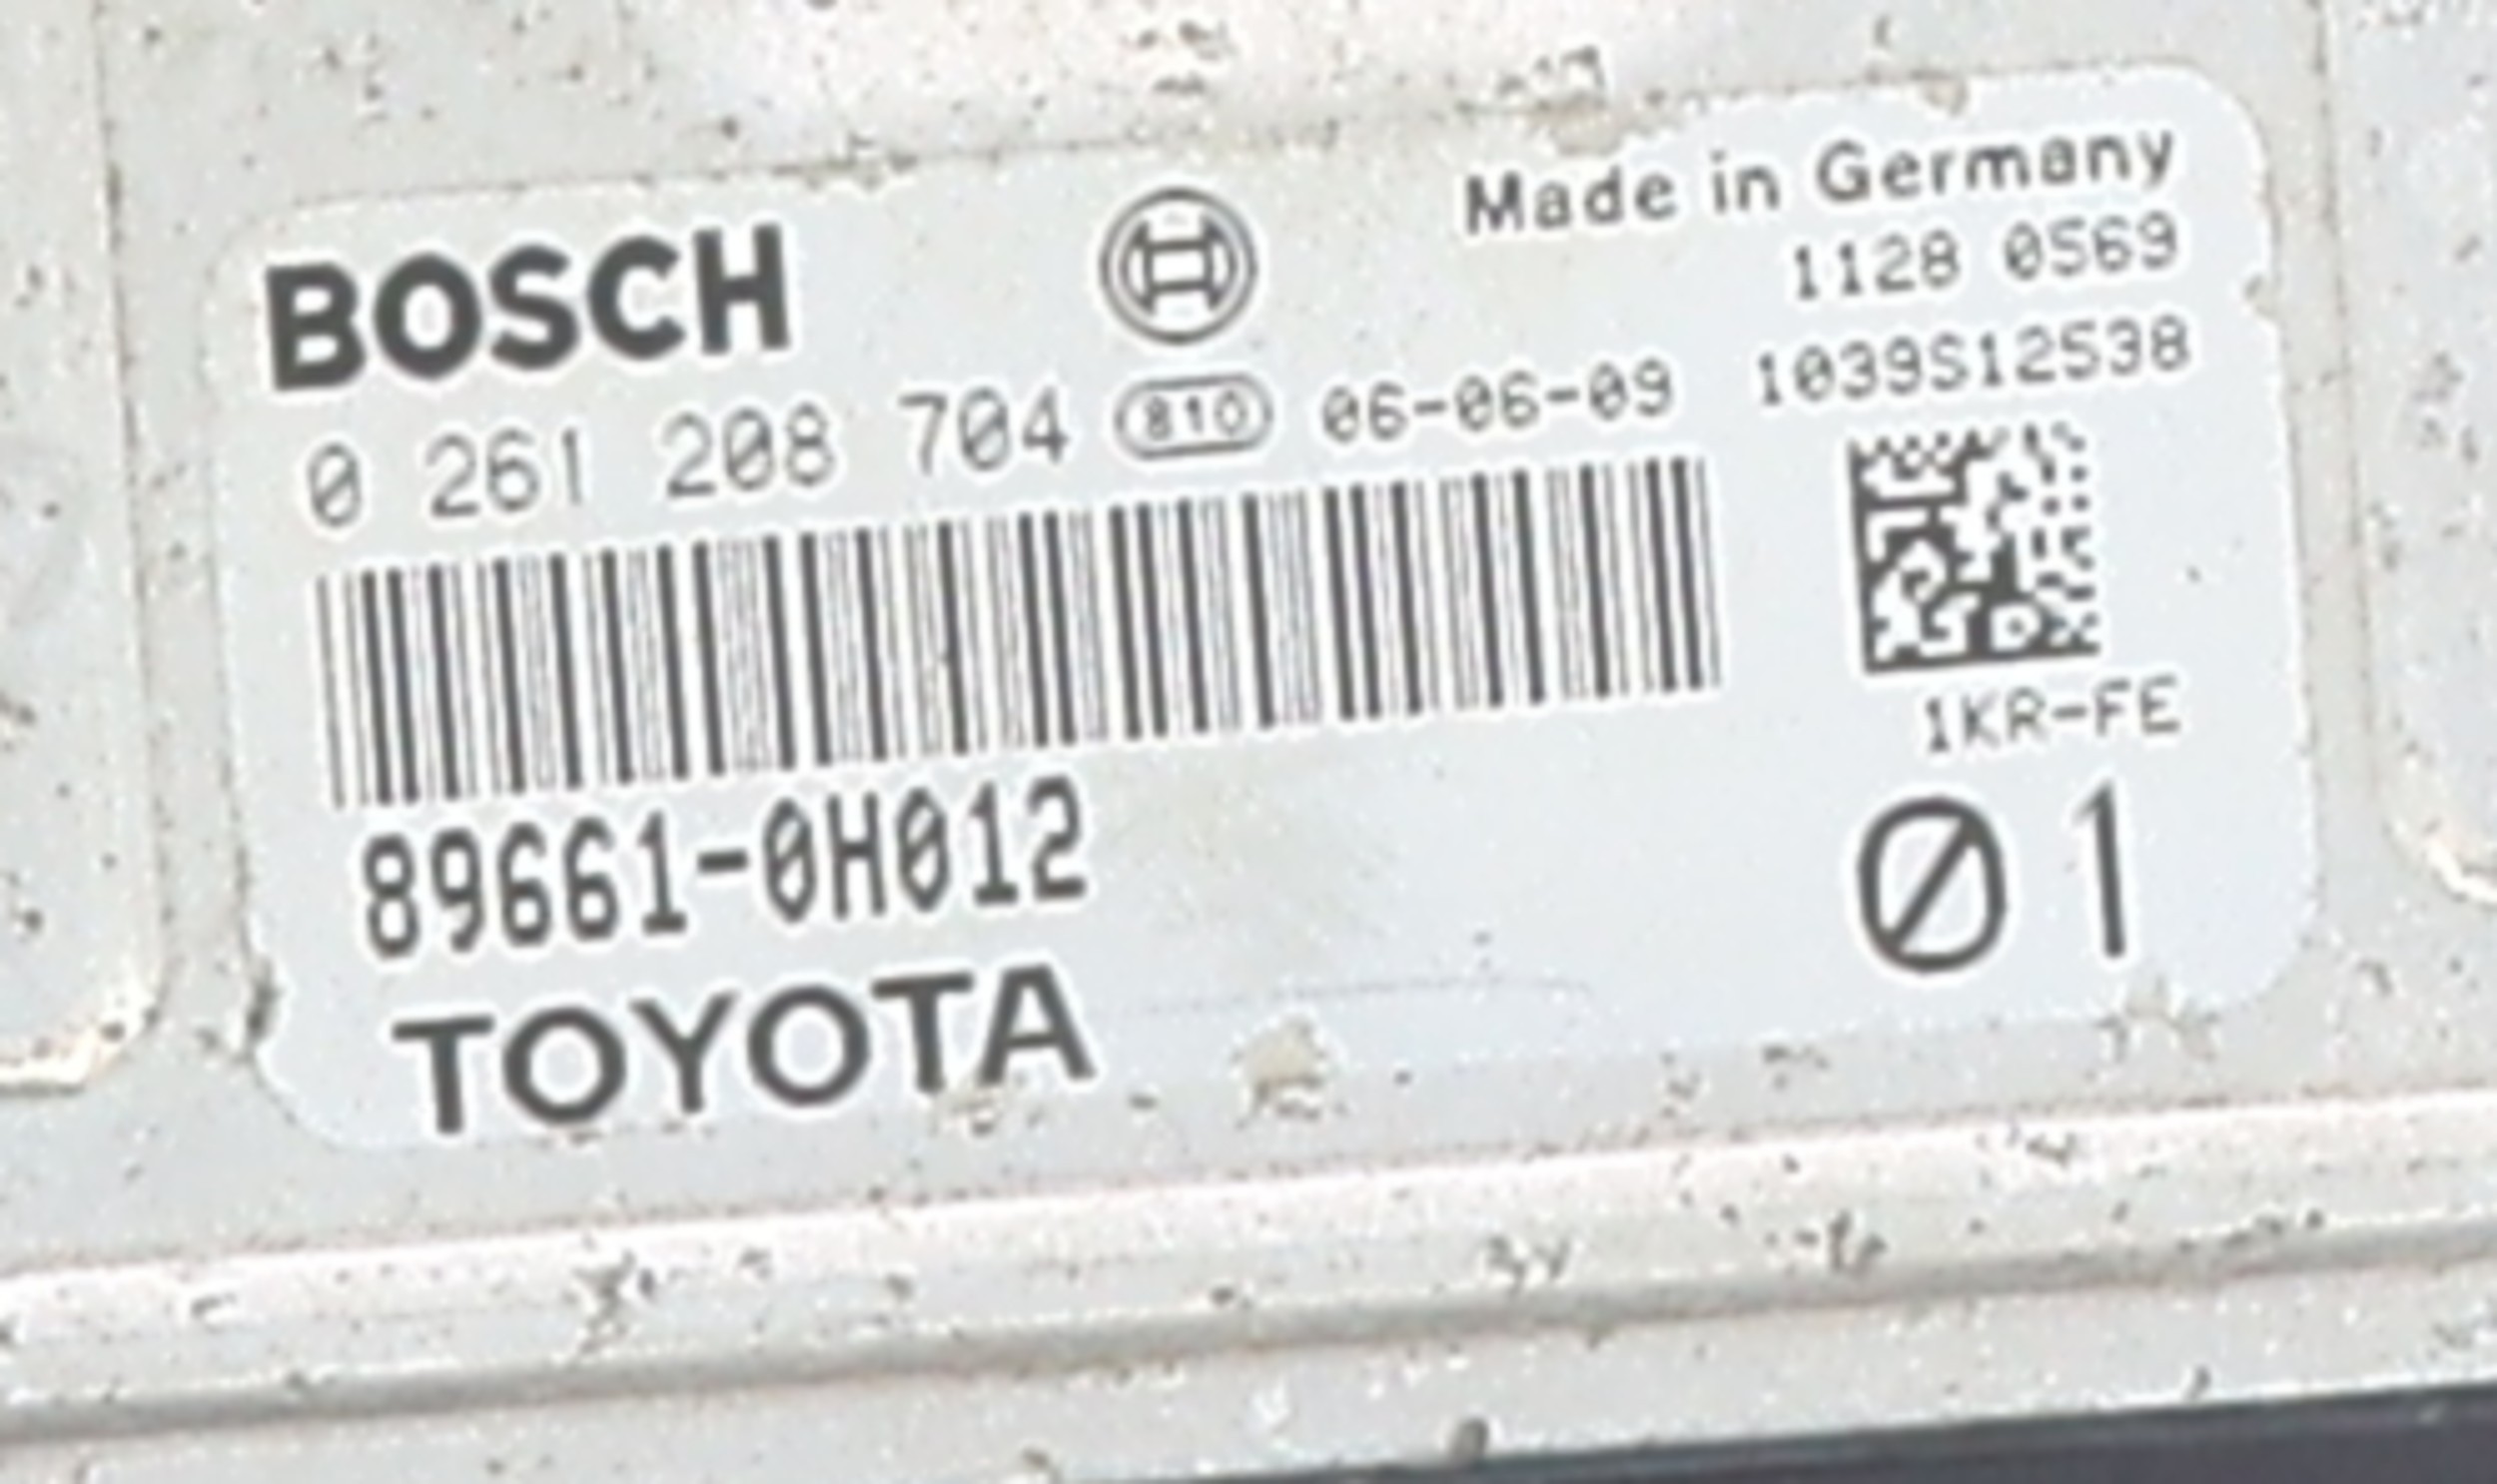 BOSCH
Made in Germany
1128 0569
0 261 208 704 810 06-06-09 1039S12538
1KR-FE
89661-0H012
01
TOYOTA